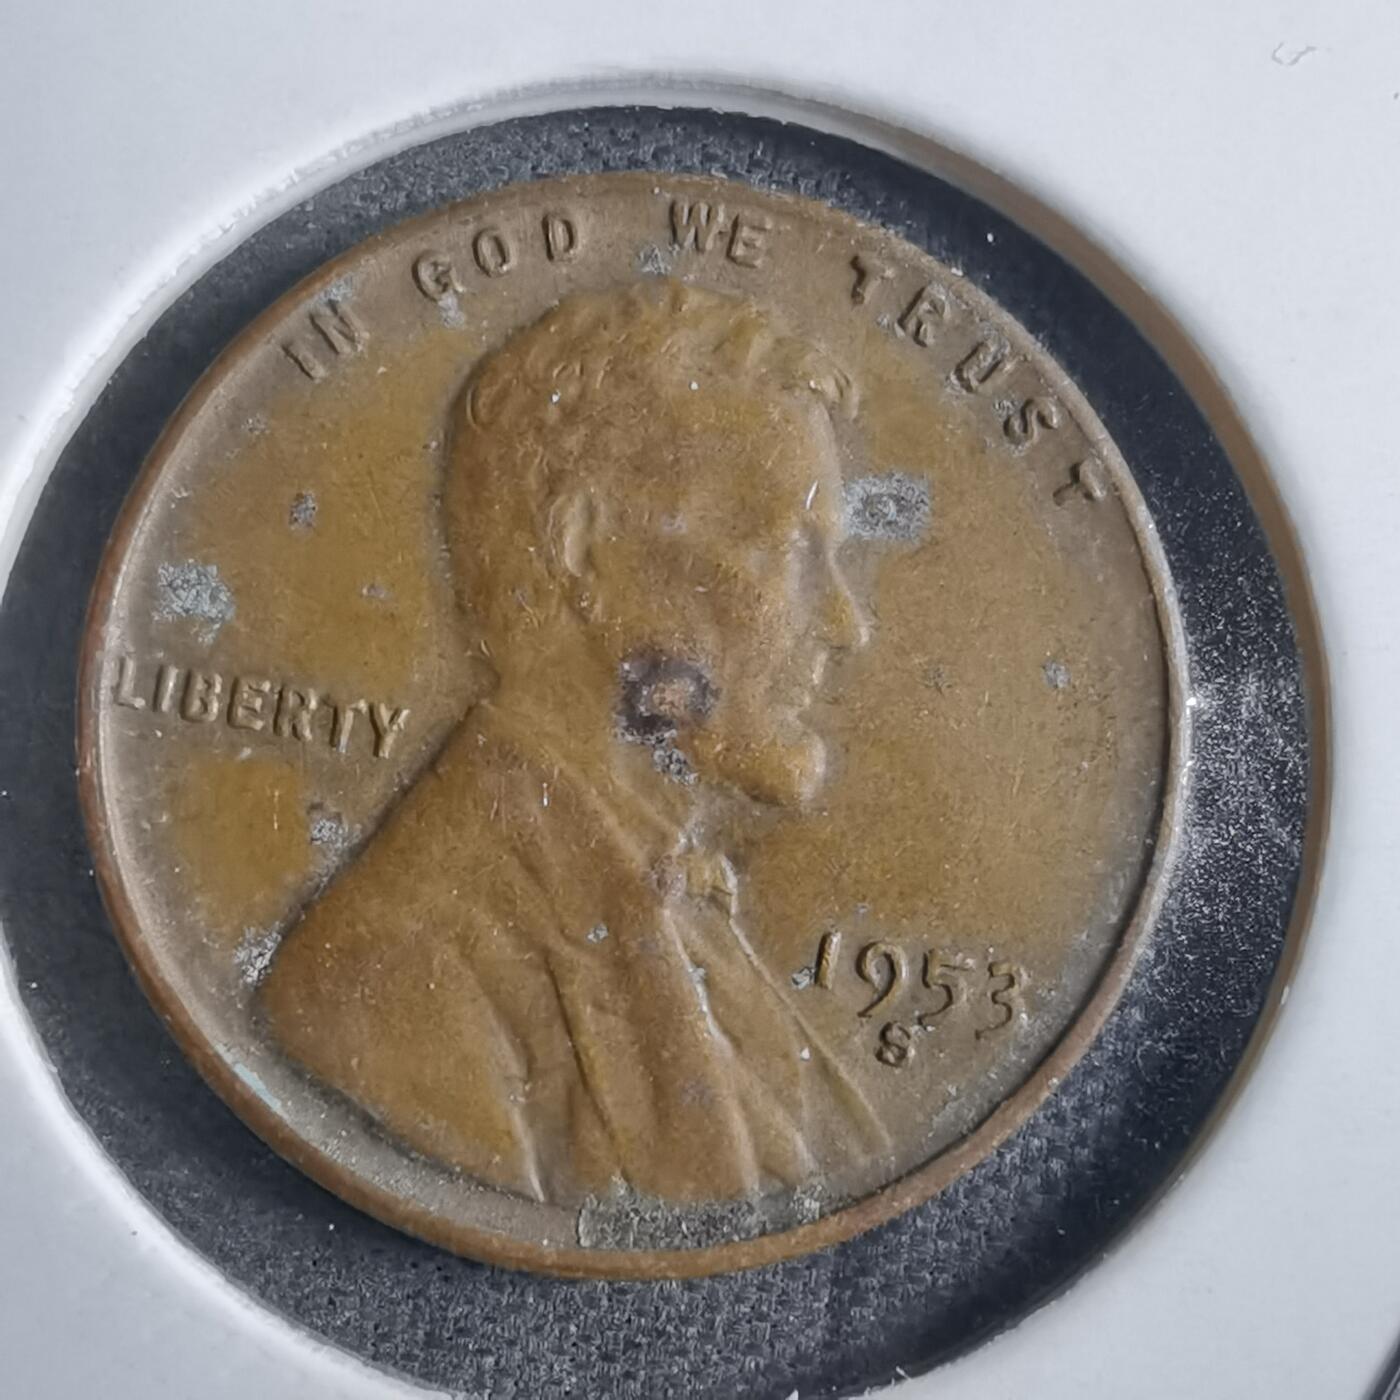 IN GOD WE TRUST
LIBERTY
1953
S